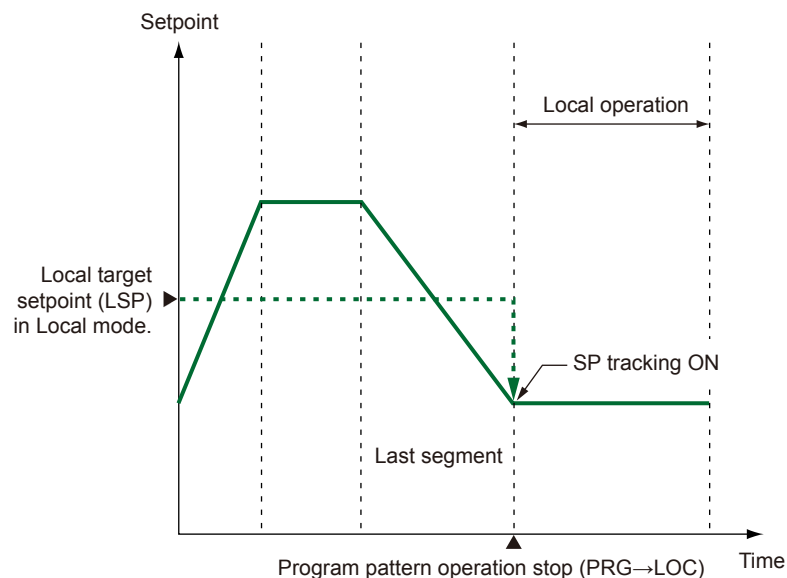 Setpoint
Local operation
Local target
setpoint (LSP)
in Local mode.
SP tracking ON
Last segment
Time
Program pattern operation stop (PRG→LOC)